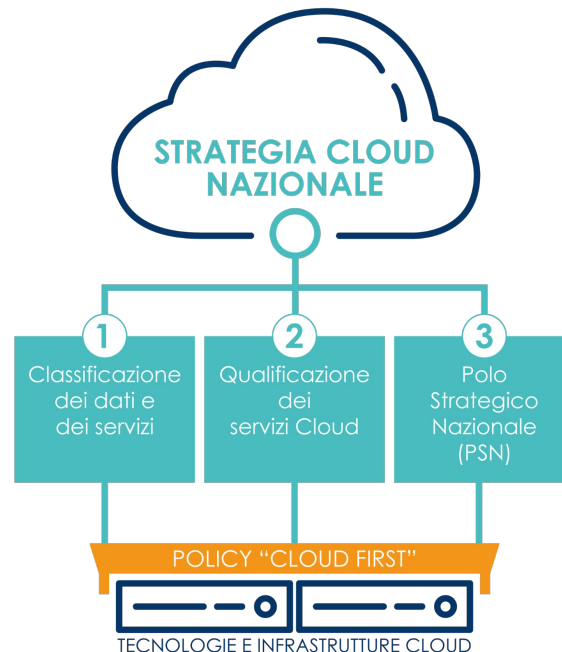 STRATEGIA CLOUD
NAZIONALE
1
Classificazione
dei dati e
dei servizi
2
Qualificazione
dei
servizi Cloud
3
Polo
Strategico
Nazionale
(PSN)
POLICY “CLOUD FIRST”
TECNOLOGIE E INFRASTRUTTURE CLOUD